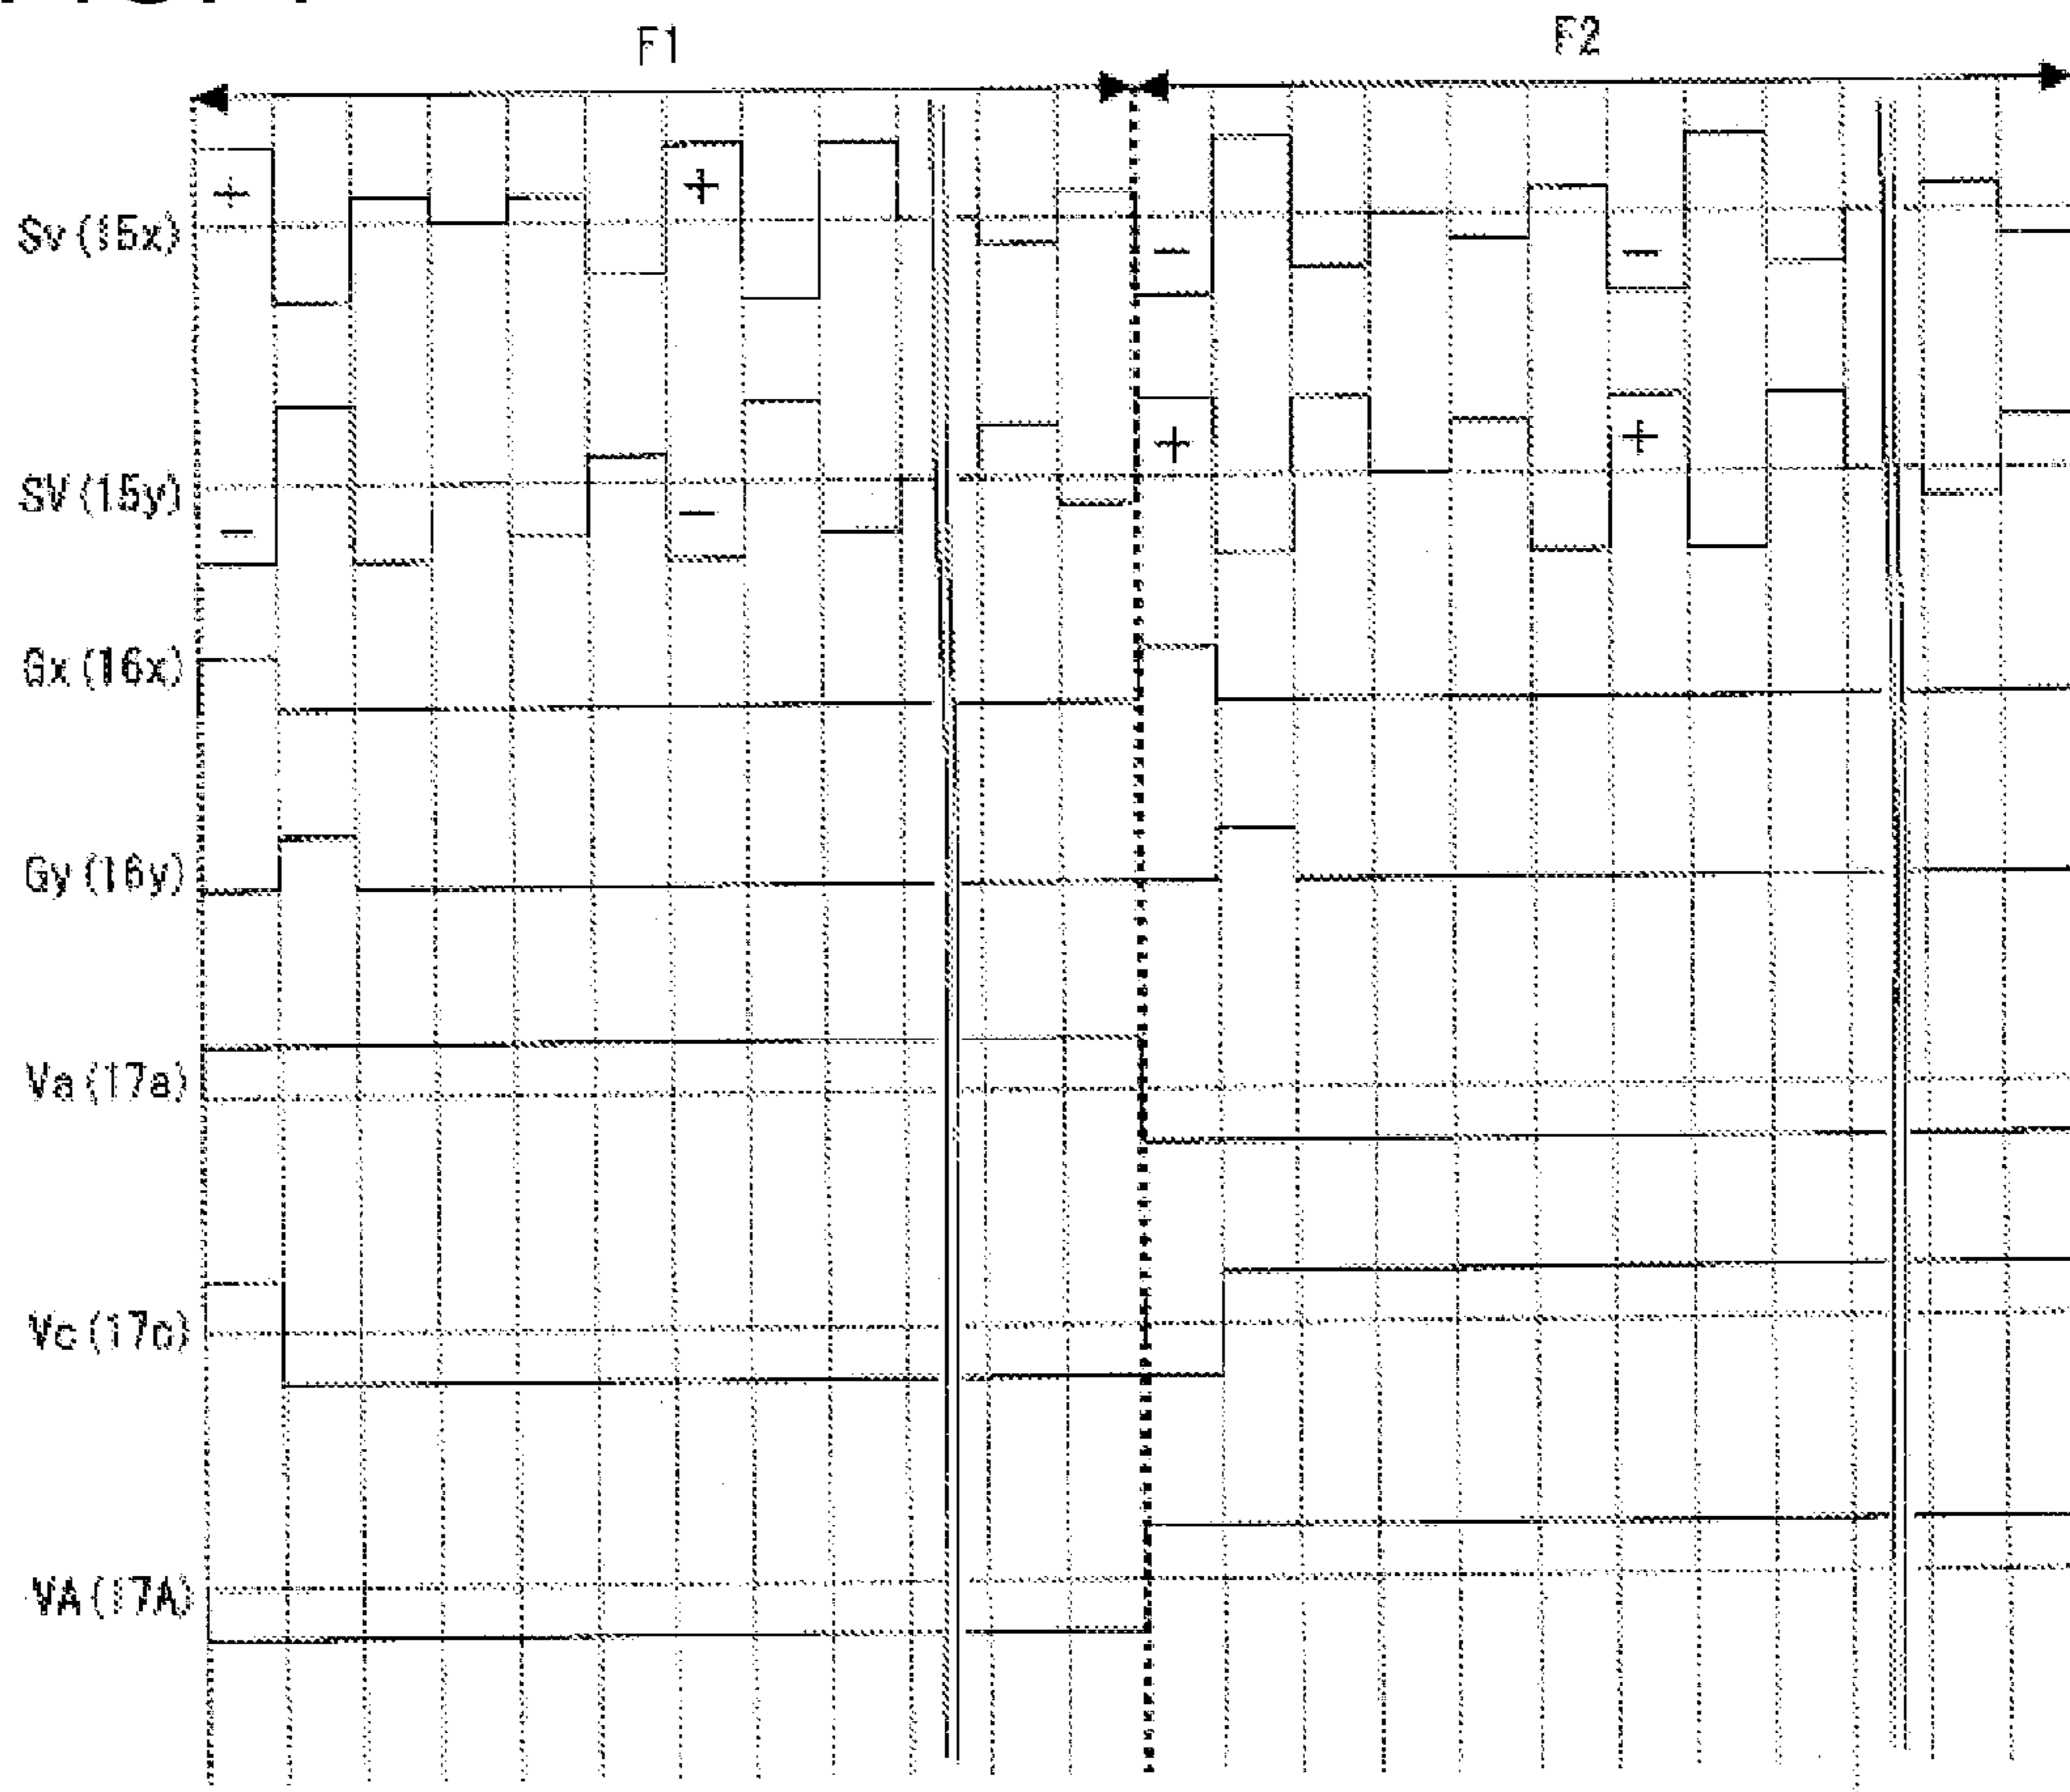 F1
F2
+
+
Sv(15x)
−
−
+
+
SV(15y)
−
−
Gx(16x)
Gy(16y)
Va(17a)
Vc(17c)
VA(17A)